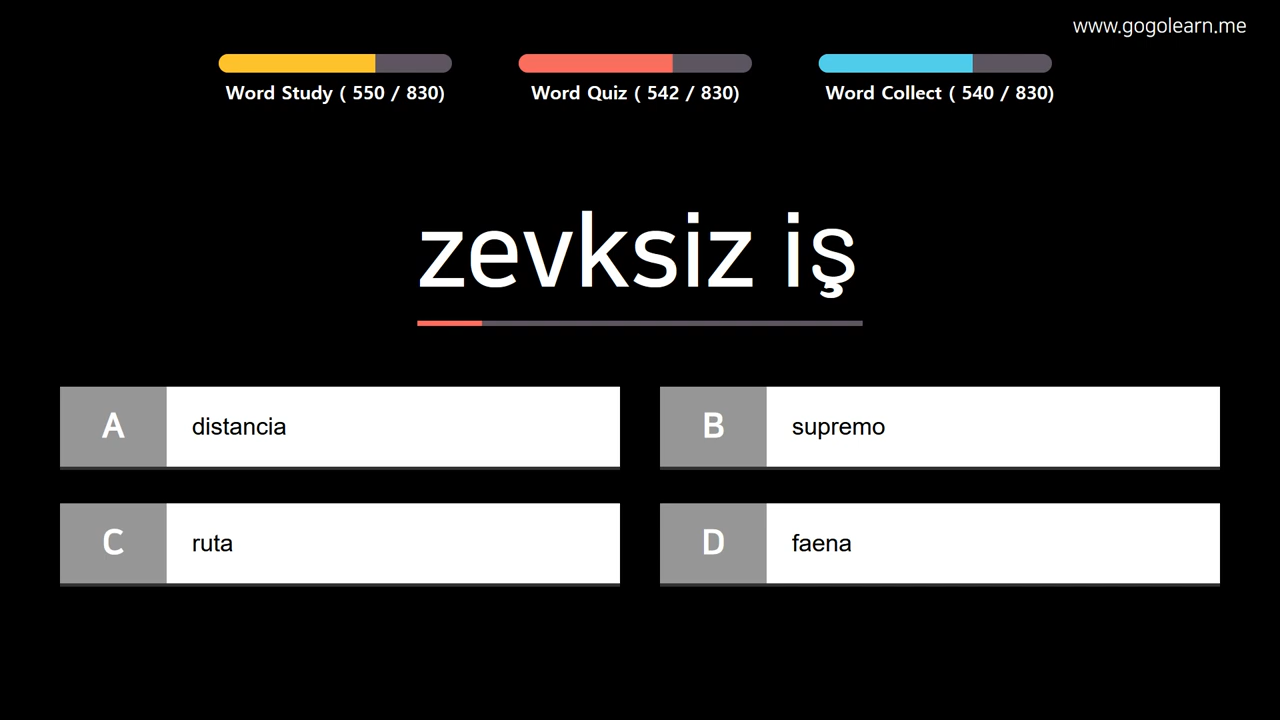 www.gogolearn.me
Word Study ( 550 / 830)
Word Quiz ( 542 / 830)
Word Collect ( 540 / 830)
zevksiz iş
A distancia
B supremo
C ruta
D faena